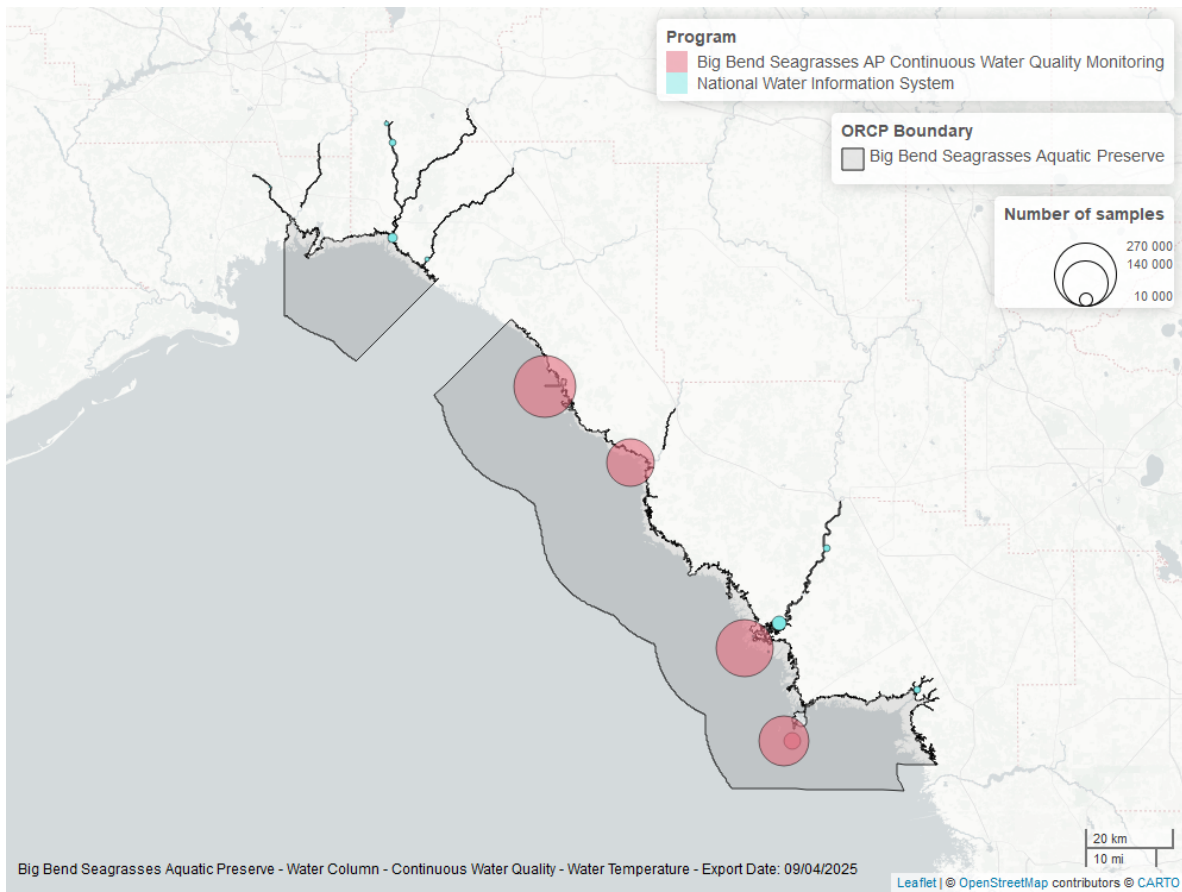 Program
Big Bend Seagrasses AP Continuous Water Quality Monitoring
National Water Information System
ORCP Boundary
Big Bend Seagrasses Aquatic Preserve
Number of samples
270 000
140 000
10 000
20 km
10 mi
Big Bend Seagrasses Aquatic Preserve - Water Column - Continuous Water Quality - Water Temperature - Export Date: 09/04/2025
Leaflet | © OpenStreetMap contributors © CARTO